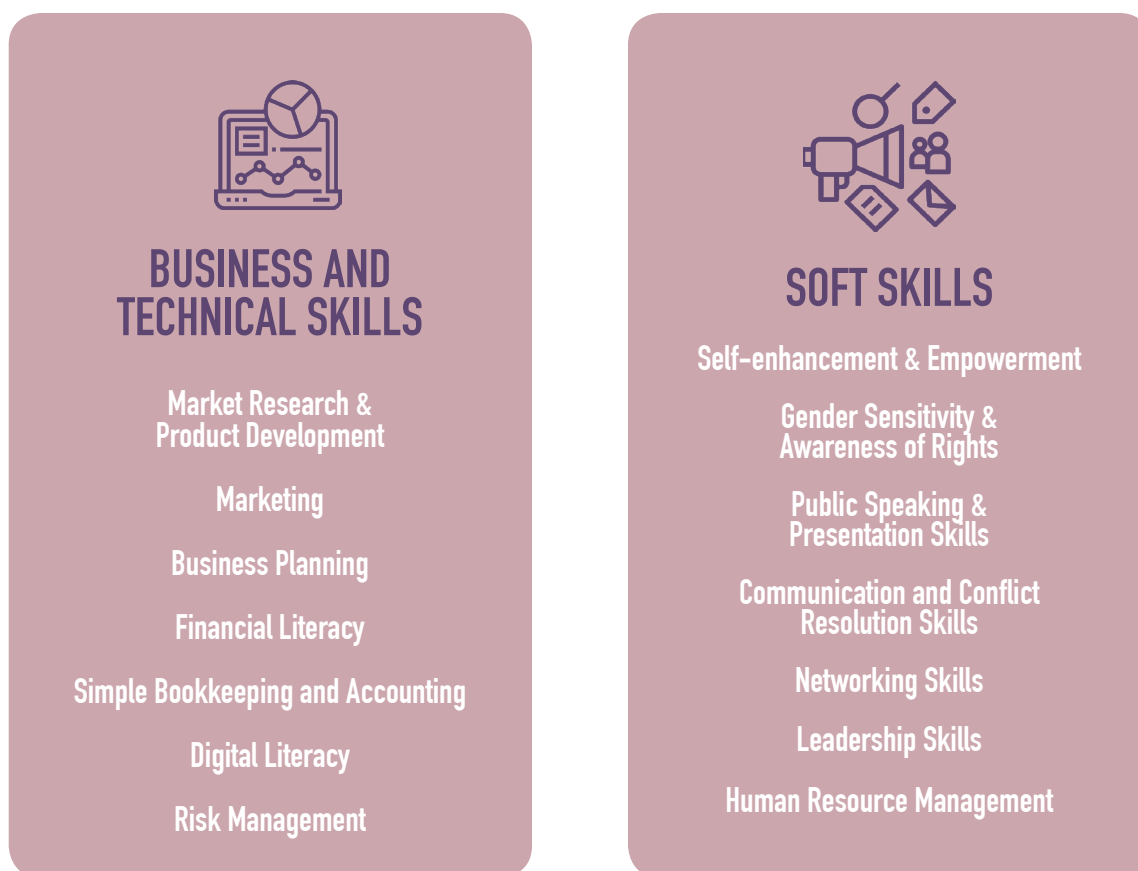 BUSINESS AND
TECHNICAL SKILLS
Market Research &
Product Development
Marketing
Business Planning
Financial Literacy
Simple Bookkeeping and Accounting
Digital Literacy
Risk Management
SOFT SKILLS
Self-enhancement & Empowerment
Gender Sensitivity &
Awareness of Rights
Public Speaking &
Presentation Skills
Communication and Conflict
Resolution Skills
Networking Skills
Leadership Skills
Human Resource Management